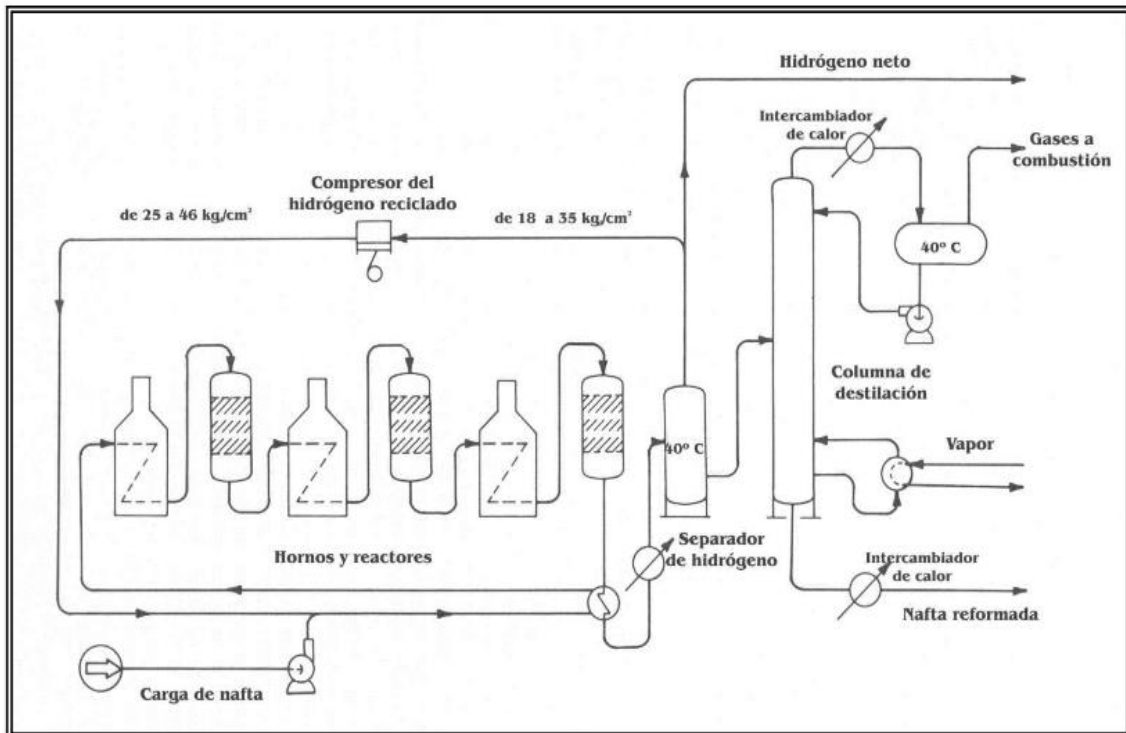 Hidrógeno neto
Intercambiador
de calor
Gases a
combustión
Compresor del
hidrógeno reciclado
de 25 a 46 kg/cm²
de 18 a 35 kg/cm²
40º C
Columna de
destilación
40º C
Vapor
Hornos y reactores
Separador
de hidrógeno
Intercambiador
de calor
Nafta reformada
Carga de nafta